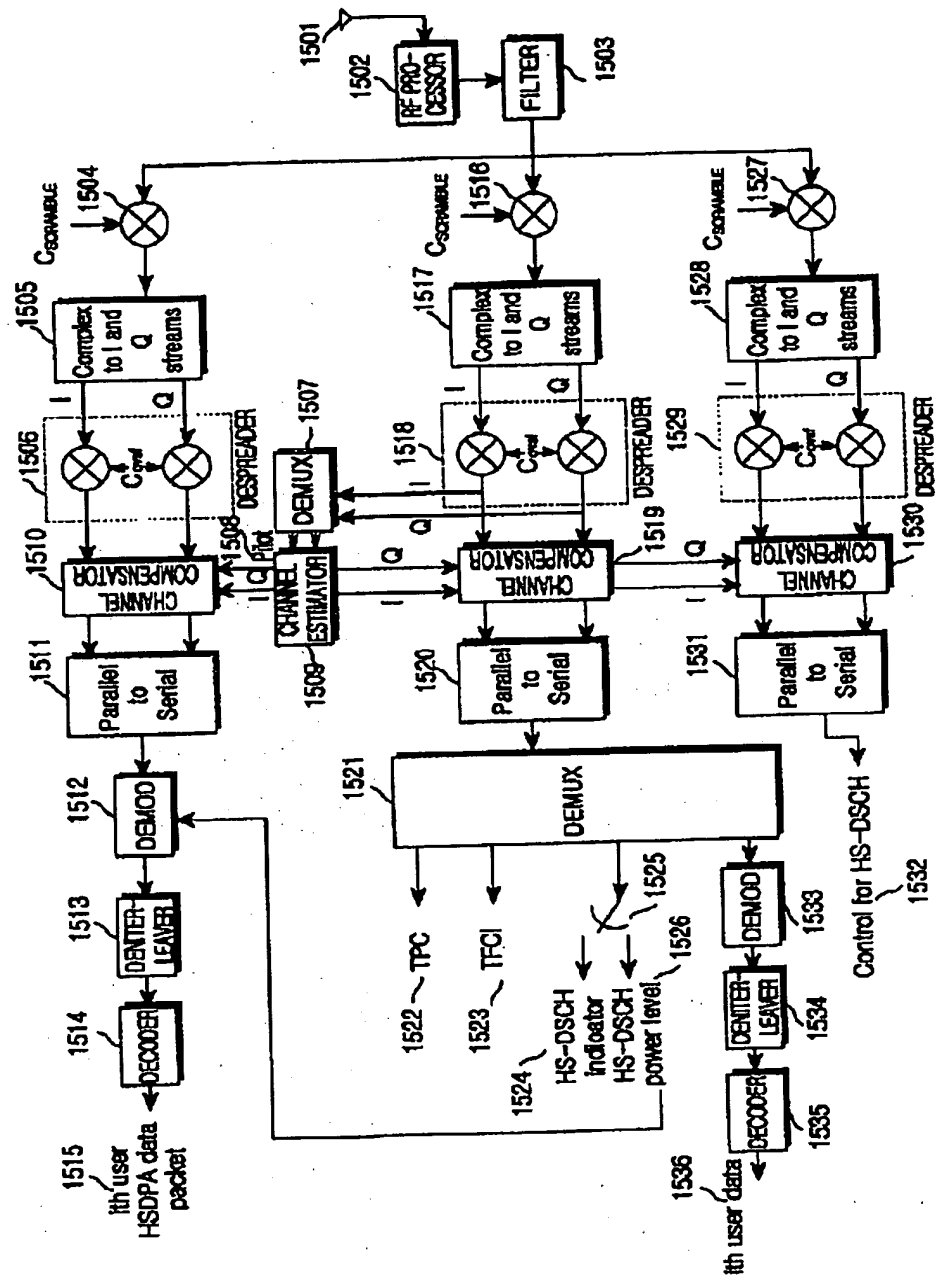 1501
1502
RF PRO-
CESSOR
FILTER
1503
CSCRAMBLE
1504
1505
Complex
to I and
Q
streams
I
Q
1506
Covsf
DESPREADER
1507
DEMUX
I
Q
1508
Pilot
1509
CHANNEL
ESTIMATOR
I
Q
I
Q
1510
CHANNEL
COMPENSATOR
1511
Parallel
to
Serial
1512
DEMOD
1513
DENITER-
LEAVER
1514
DECODER
1515
ith user
HSDPA data
packet
CSCRAMBLE
1516
1517
Complex
to I and
Q
streams
I
Q
1518
Covsf
DESPREADER
1519
CHANNEL
COMPENSATOR
I
Q
1520
Parallel
to
Serial
1521
DEMUX
1522
TPC
1523
TFCI
1524
HS-DSCH
indicator
1525
HS-DSCH
power level
1526
CSCRAMBLE
1527
1528
Complex
to I and
Q
streams
I
Q
1529
Covsf
DESPREADER
1530
CHANNEL
COMPENSATOR
1531
Parallel
to
Serial
Control for HS-DSCH
1532
1533
DEMOD
1534
DENITER-
LEAVER
1535
DECODER
1536
ith user data